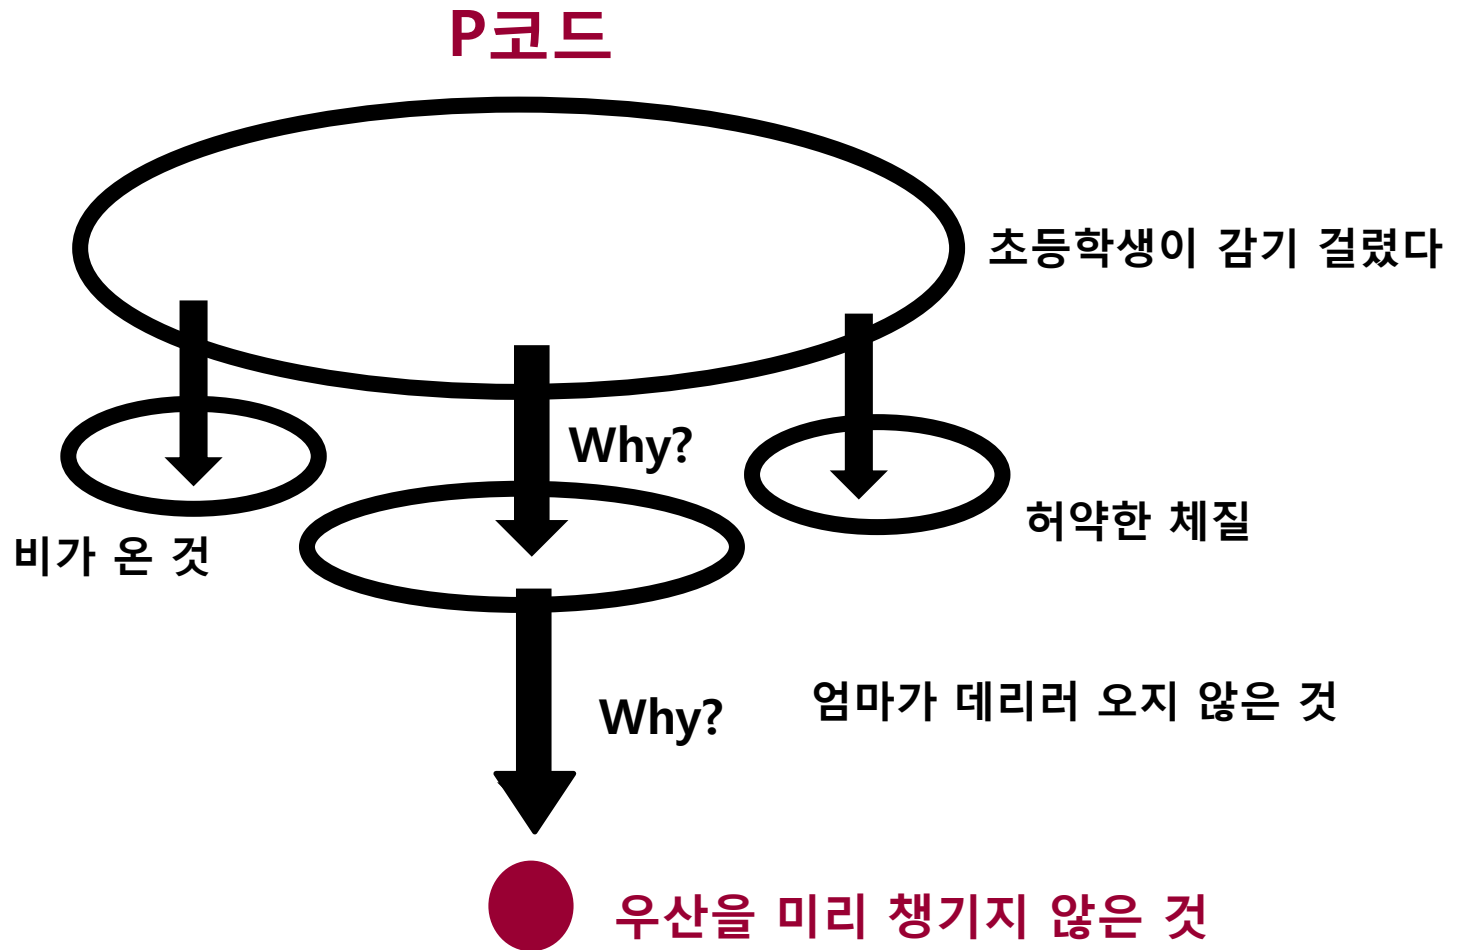 P코드
초등학생이 감기 걸렸다
Why?
허약한 체질
비가 온 것
엄마가 데리러 오지 않은 것
Why?
우산을 미리 챙기지 않은 것